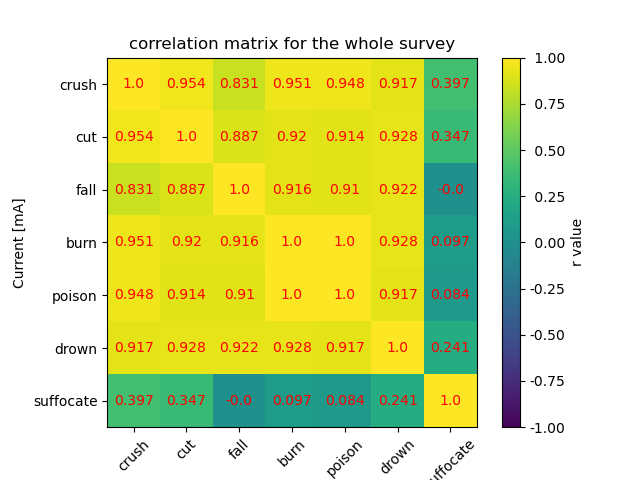 correlation matrix for the whole survey
crush 1.0 0.954 0.831 0.951 0.948 0.917 0.397
cut 0.954 1.0 0.887 0.92 0.914 0.928 0.347
fall 0.831 0.887 1.0 0.916 0.91 0.922 -0.0
burn 0.951 0.92 0.916 1.0 1.0 0.928 0.097
poison 0.948 0.914 0.91 1.0 1.0 0.917 0.084
drown 0.917 0.928 0.922 0.928 0.917 1.0 0.241
suffocate 0.397 0.347 -0.0 0.097 0.084 0.241 1.0
crush cut fall burn poison drown uffocate
Current [mA]
1.00
0.75
0.50
0.25
0.00
-0.25
-0.50
-0.75
-1.00
r value